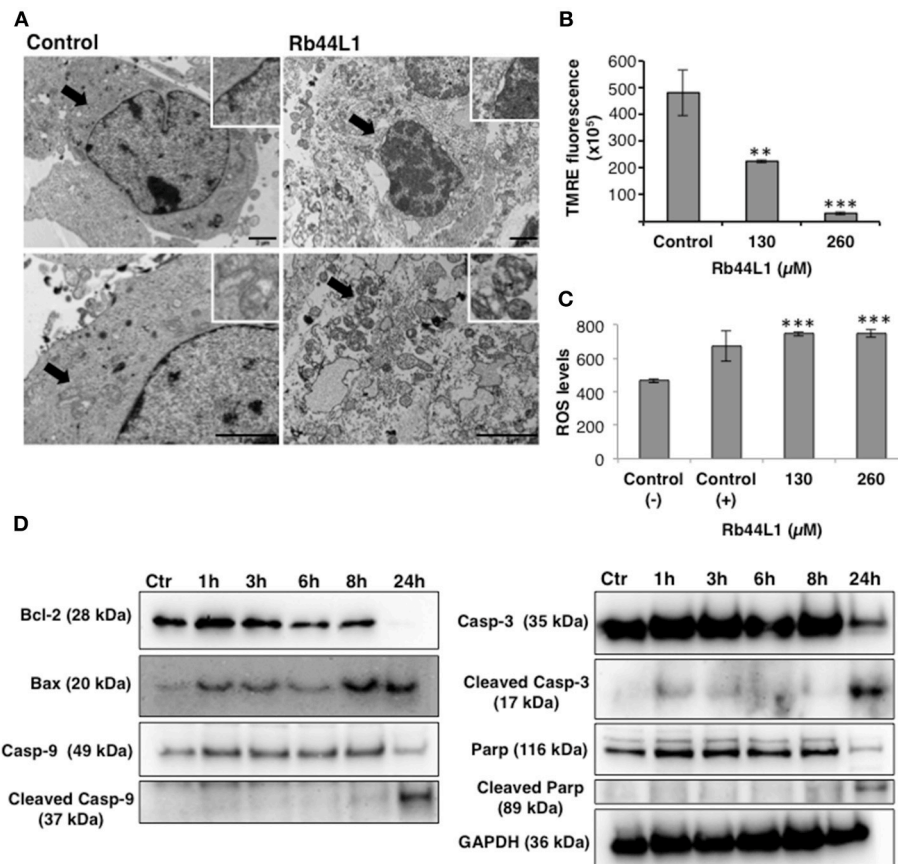 A
Control
Rb44L1
2 µm
B
TMRE fluorescence
(x10⁵)
600
500
400
300
200
100
**
***
Control 130 260
Rb44L1 (µM)
C
ROS levels
800
600
400
200
0
***
***
Control
(-)
Control
(+)
130
260
Rb44L1 (µM)
D
Ctr 1h 3h 6h 8h 24h
Bcl-2 (28 kDa)
Bax (20 kDa)
Casp-9 (49 kDa)
Cleaved Casp-9
(37 kDa)
Ctr 1h 3h 6h 8h 24h
Casp-3 (35 kDa)
Cleaved Casp-3
(17 kDa)
Parp (116 kDa)
Cleaved Parp
(89 kDa)
GAPDH (36 kDa)